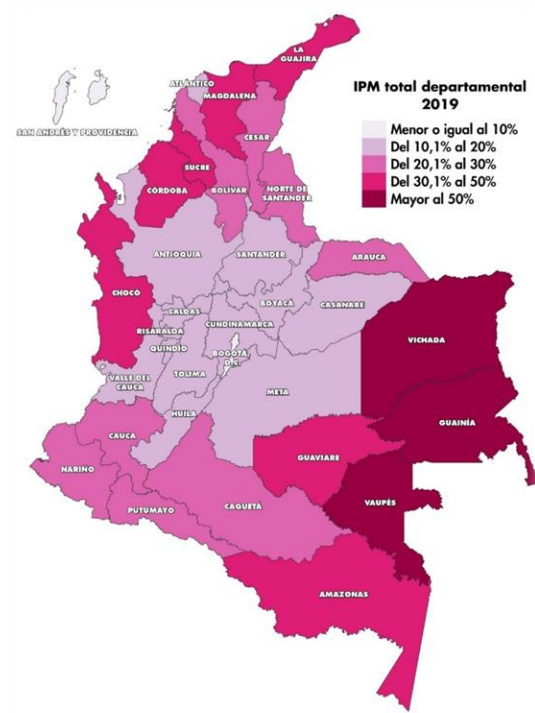 LA
GUAJIRA
ATLÁNTICO
MAGDALENA
IPM total departamental
2019
Menor o igual al 10%
Del 10,1% al 20%
Del 20,1% al 30%
Del 30,1% al 50%
Mayor al 50%
SAN ANDRÉS Y PROVIDENCIA
CESAR
SUCRE
CÓRDOBA
BOLÍVAR
NORTE DE
SANTANDER
ANTIOQUIA
SANTANDER
ARAUCA
CHOCÓ
BOYACÁ
CASANARE
CALDAS
CUNDINAMARCA
RISARALDA
QUINDÍO
BOGOTÁ,
D.C.
VICHADA
VALLE DEL
CAUCA
TOLIMA
META
HUILA
GUAINÍA
CAUCA
GUAVIARE
NARIÑO
VAUPÉS
CAQUETÁ
PUTUMAYO
AMAZONAS